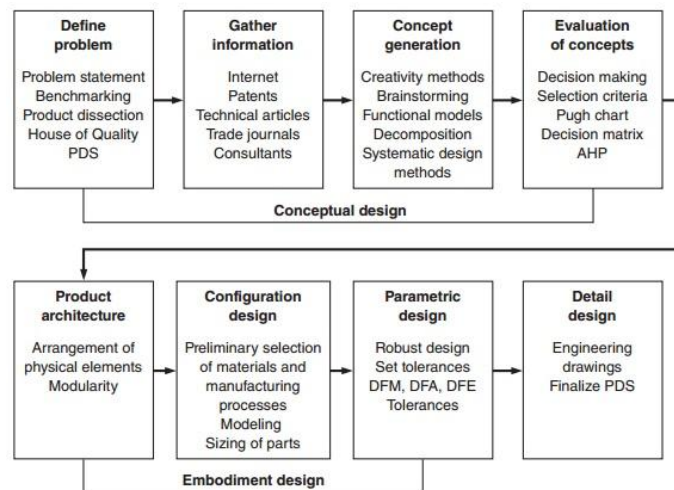 Define
problem
Problem statement
Benchmarking
Product dissection
House of Quality
PDS
Gather
information
Internet
Patents
Technical articles
Trade journals
Consultants
Concept
generation
Creativity methods
Brainstorming
Functional models
Decomposition
Systematic design
methods
Evaluation
of concepts
Decision making
Selection criteria
Pugh chart
Decision matrix
AHP
Conceptual design
Product
architecture
Arrangement of
physical elements
Modularity
Configuration
design
Preliminary selection
of materials and
manufacturing
processes
Modeling
Sizing of parts
Parametric
design
Robust design
Set tolerances
DFM, DFA, DFE
Tolerances
Detail
design
Engineering
drawings
Finalize PDS
Embodiment design